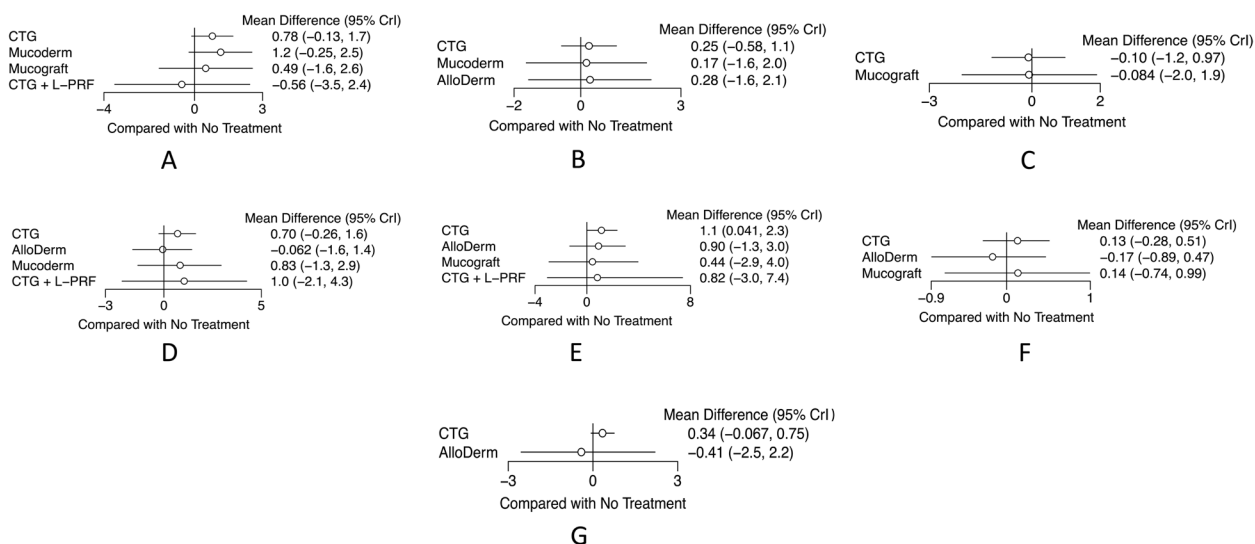 Mean Difference (95% CrI)
CTG 0.78 (−0.13, 1.7)
Mucoderm 1.2 (−0.25, 2.5)
Mucograft 0.49 (−1.6, 2.6)
CTG + L−PRF −0.56 (−3.5, 2.4)
−4 0 3
Compared with No Treatment
A
Mean Difference (95% CrI)
CTG 0.25 (−0.58, 1.1)
Mucoderm 0.17 (−1.6, 2.0)
AlloDerm 0.28 (−1.6, 2.1)
−2 0 3
Compared with No Treatment
B
Mean Difference (95% CrI)
CTG −0.10 (−1.2, 0.97)
Mucograft −0.084 (−2.0, 1.9)
−3 0 2
Compared with No Treatment
C
Mean Difference (95% CrI)
CTG 0.70 (−0.26, 1.6)
AlloDerm −0.062 (−1.6, 1.4)
Mucoderm 0.83 (−1.3, 2.9)
CTG + L−PRF 1.0 (−2.1, 4.3)
−3 0 5
Compared with No Treatment
D
Mean Difference (95% CrI)
CTG 1.1 (0.041, 2.3)
AlloDerm 0.90 (−1.3, 3.0)
Mucograft 0.44 (−2.9, 4.0)
CTG + L−PRF 0.82 (−3.0, 7.4)
−4 0 8
Compared with No Treatment
E
Mean Difference (95% CrI)
CTG 0.13 (−0.28, 0.51)
AlloDerm −0.17 (−0.89, 0.47)
Mucograft 0.14 (−0.74, 0.99)
−0.9 0 1
Compared with No Treatment
F
Mean Difference (95% CrI)
CTG 0.34 (−0.067, 0.75)
AlloDerm −0.41 (−2.5, 2.2)
−3 0 3
Compared with No Treatment
G